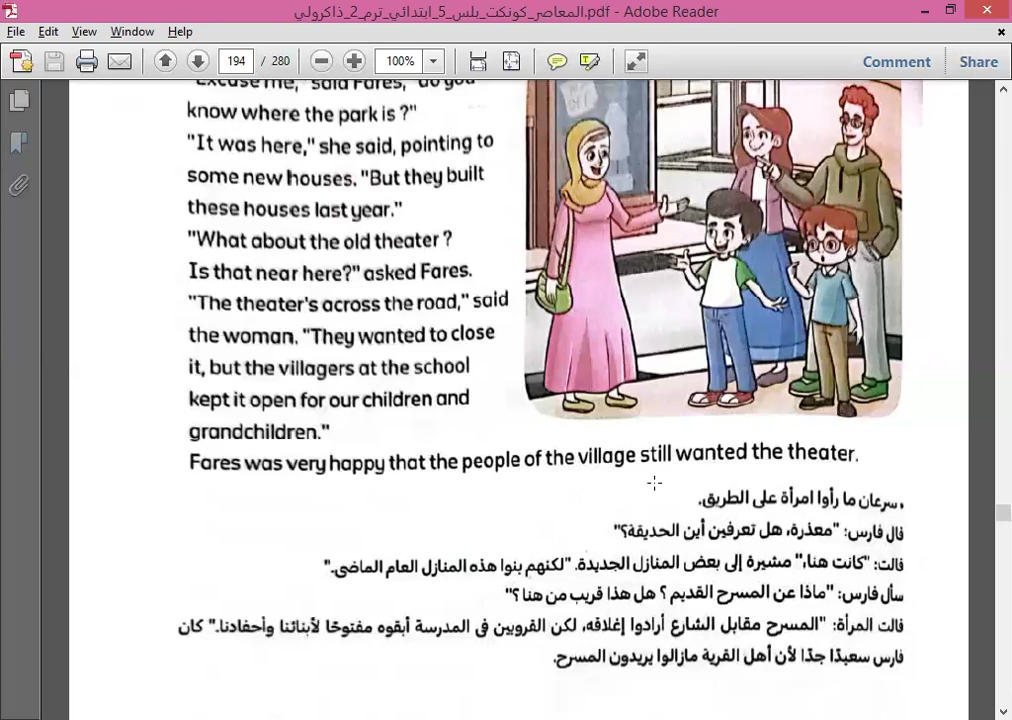 المعاصر_كونكت_بلس_5_ابتدائي_ترم_2_ذاكرولي.pdf - Adobe Reader
File Edit View Window Help
194 / 280 100% Comment Share
"Excuse me," said Fares, "do you
know where the park is ?"
"It was here," she said, pointing to
some new houses. "But they built
these houses last year."
"What about the old theater ?
Is that near here?" asked Fares.
"The theater's across the road," said
the woman. "They wanted to close
it, but the villagers at the school
kept it open for our children and
grandchildren."
Fares was very happy that the people of the village still wanted the theater.
سرعان ما رأوا امرأة على الطريق.
قال فارس: "معذرة، هل تعرفين أين الحديقة؟"
قالت: "كانت هنا،" مشيرة إلى بعض المنازل الجديدة. "لكنهم بنوا هذه المنازل العام الماضى."
سأل فارس: "ماذا عن المسرح القديم ؟ هل هذا قريب من هنا ؟"
قالت المرأة: "المسرح مقابل الشارع أرادوا إغلاقه، لكن القرويين فى المدرسة أبقوه مفتوحًا لأبنائنا وأحفادنا." كان
فارس سعيدًا جدًا لأن أهل القرية مازالوا يريدون المسرح.